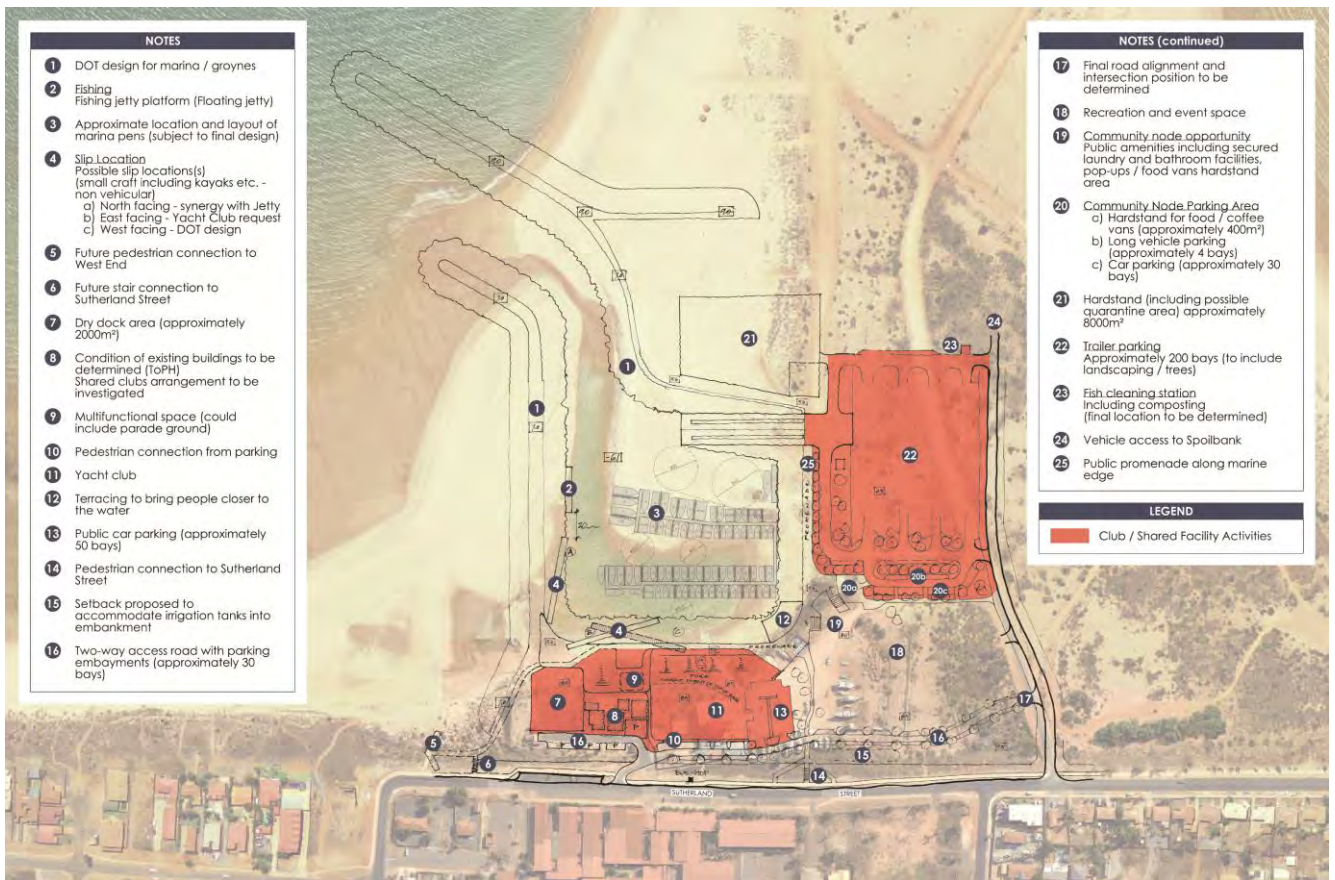 NOTES
1 DOT design for marina / groynes
2 Fishing
Fishing jetty platform (Floating jetty)
3 Approximate location and layout of
marina pens (subject to final design)
4 Slip Location
Possible slip locations(s)
(small craft including kayaks etc. -
non vehicular)
a) North facing - synergy with Jetty
b) East facing - Yacht Club request
c) West facing - DOT design
5 Future pedestrian connection to
West End
6 Future stair connection to
Sutherland Street
7 Dry dock area (approximately
2000m²)
8 Condition of existing buildings to be
determined (ToPH)
Shared clubs arrangement to be
investigated
9 Multifunctional space (could
include parade ground)
10 Pedestrian connection from parking
11 Yacht club
12 Terracing to bring people closer to
the water
13 Public car parking (approximately
50 bays)
14 Pedestrian connection to Sutherland
Street
15 Setback proposed to
accommodate irrigation tanks into
embankment
16 Two-way access road with parking
embayments (approximately 30
bays)
NOTES (continued)
17 Final road alignment and
intersection position to be
determined
18 Recreation and event space
19 Community node opportunity
Public amenities including secured
laundry and bathroom facilities,
pop-ups / food vans hardstand
area
20 Community Node Parking Area
a) Hardstand for food / coffee
vans (approximately 400m²)
b) Long vehicle parking
(approximately 4 bays)
c) Car parking (approximately 30
bays)
21 Hardstand (including possible
quarantine area) approximately
8000m²
22 Trailer parking
Approximately 200 bays (to include
landscaping / trees)
23 Fish cleaning station
Including composting
(final location to be determined)
24 Vehicle access to Spoilbank
25 Public promenade along marine
edge
LEGEND
Club / Shared Facility Activities
24
23
21
1
1
22
25
PROMENADE
2
3
A
4
20b
20a
20c
12
19
4
B
C
18
PROMENADE
9
7
8
11
13
17
16
16
10
15
5
6
14
BUS STOP
SUTHERLAND
STREET